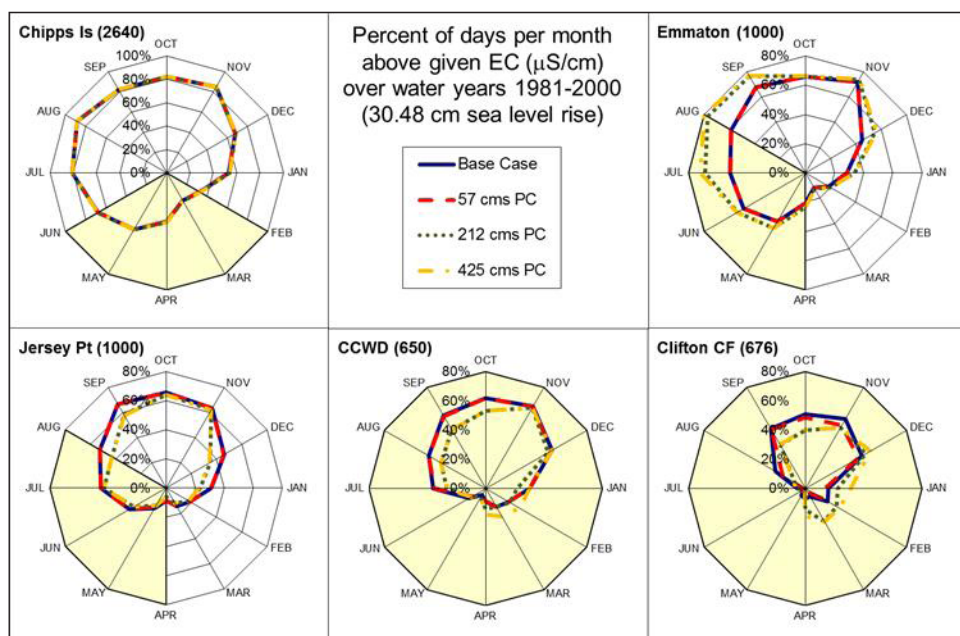 Chipps Is (2640)
OCT
100%
80%
60%
40%
20%
0%
NOV
DEC
JAN
FEB
MAR
APR
MAY
JUN
JUL
AUG
SEP
Percent of days per month
above given EC (μS/cm)
over water years 1981-2000
(30.48 cm sea level rise)
Base Case
57 cms PC
212 cms PC
425 cms PC
Emmaton (1000)
OCT
80%
60%
40%
20%
0%
NOV
DEC
JAN
FEB
MAR
APR
MAY
JUN
JUL
AUG
SEP
Jersey Pt (1000)
OCT
80%
60%
40%
20%
0%
NOV
DEC
JAN
FEB
MAR
APR
MAY
JUN
JUL
AUG
SEP
CCWD (650)
OCT
80%
60%
40%
20%
0%
NOV
DEC
JAN
FEB
MAR
APR
MAY
JUN
JUL
AUG
SEP
Clifton CF (676)
OCT
80%
60%
40%
20%
0%
NOV
DEC
JAN
FEB
MAR
APR
MAY
JUN
JUL
AUG
SEP